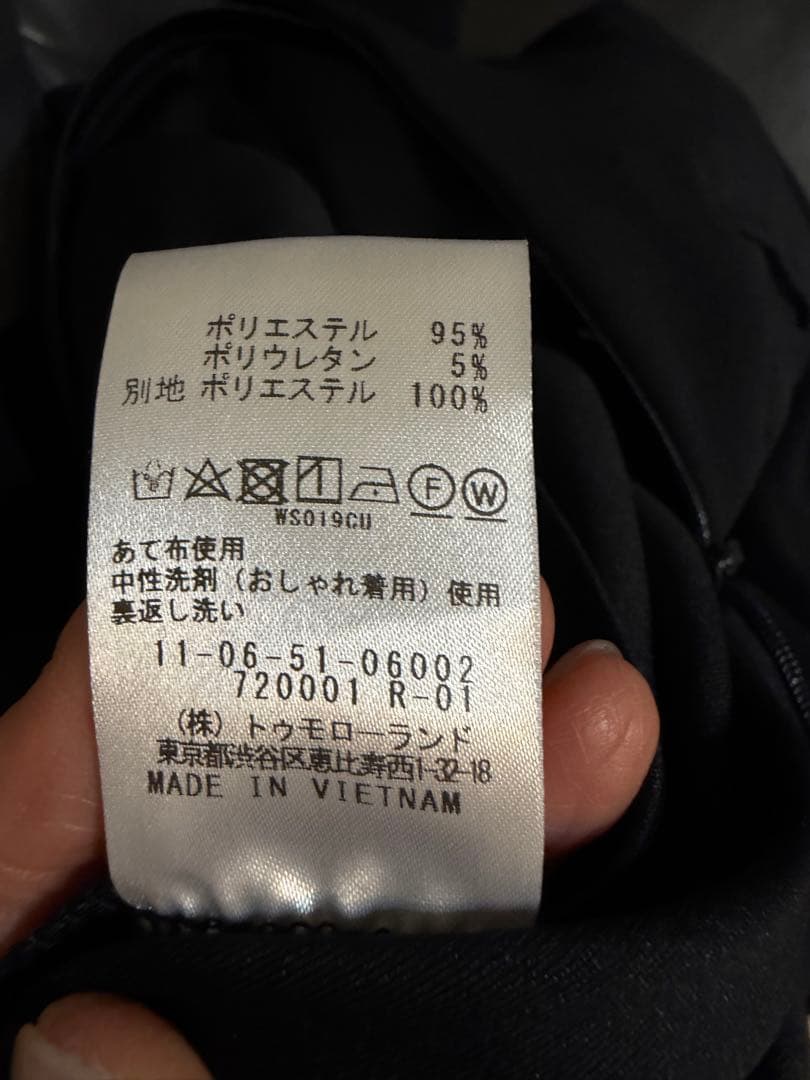 ポリエステル 95%
ポリウレタン 5%
別地 ポリエステル 100%
F W
WS019CU
あて布使用
中性洗剤(おしゃれ着用)使用
裏返し洗い
11-06-51-06002
720001 R-01
(株)トゥモローランド
東京都渋谷区恵比寿西1-32-18
MADE IN VIETNAM